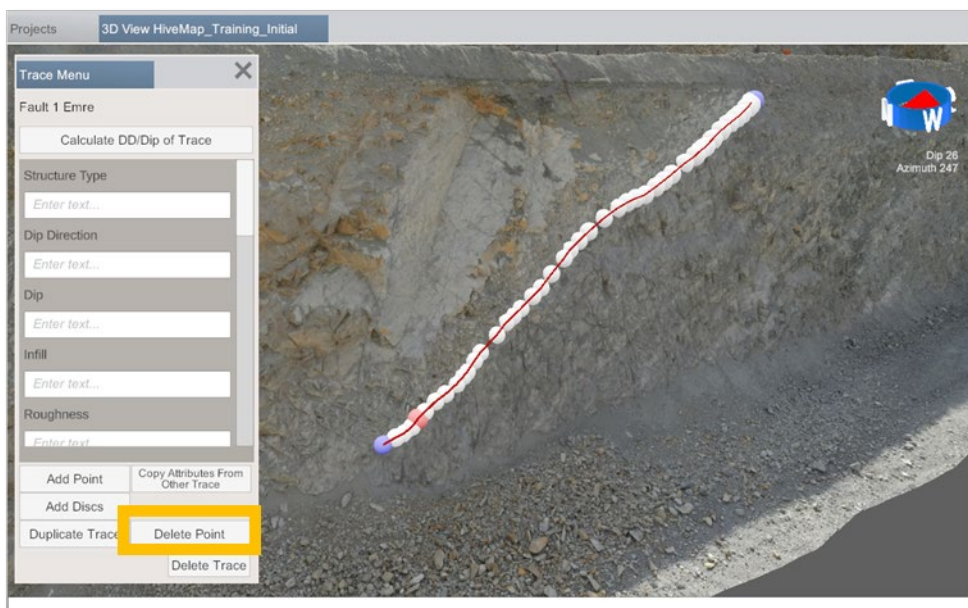 Projects
3D View HiveMap_Training_Initial
Trace Menu
Fault 1 Emre
Calculate DD/Dip of Trace
Structure Type
Enter text...
Dip Direction
Enter text...
Dip
Enter text...
Infill
Enter text...
Roughness
Enter text
Add Point
Copy Attributes From
Other Trace
Add Discs
Duplicate Trace
Delete Point
Delete Trace
W
Dip 26
Azimuth 247